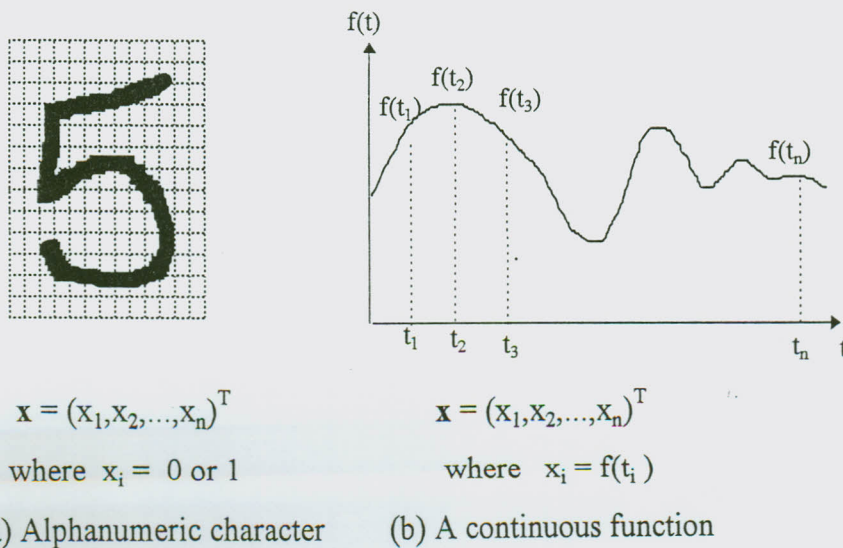 5
f(t)
f(t₁)
f(t₂)
f(t₃)
f(tₙ)
t₁
t₂
t₃
tₙ
t
x = (x₁,x₂,...,xₙ)ᵀ
where xᵢ = 0 or 1
) Alphanumeric character
x = (x₁,x₂,...,xₙ)ᵀ
where xᵢ = f(tᵢ )
(b) A continuous function